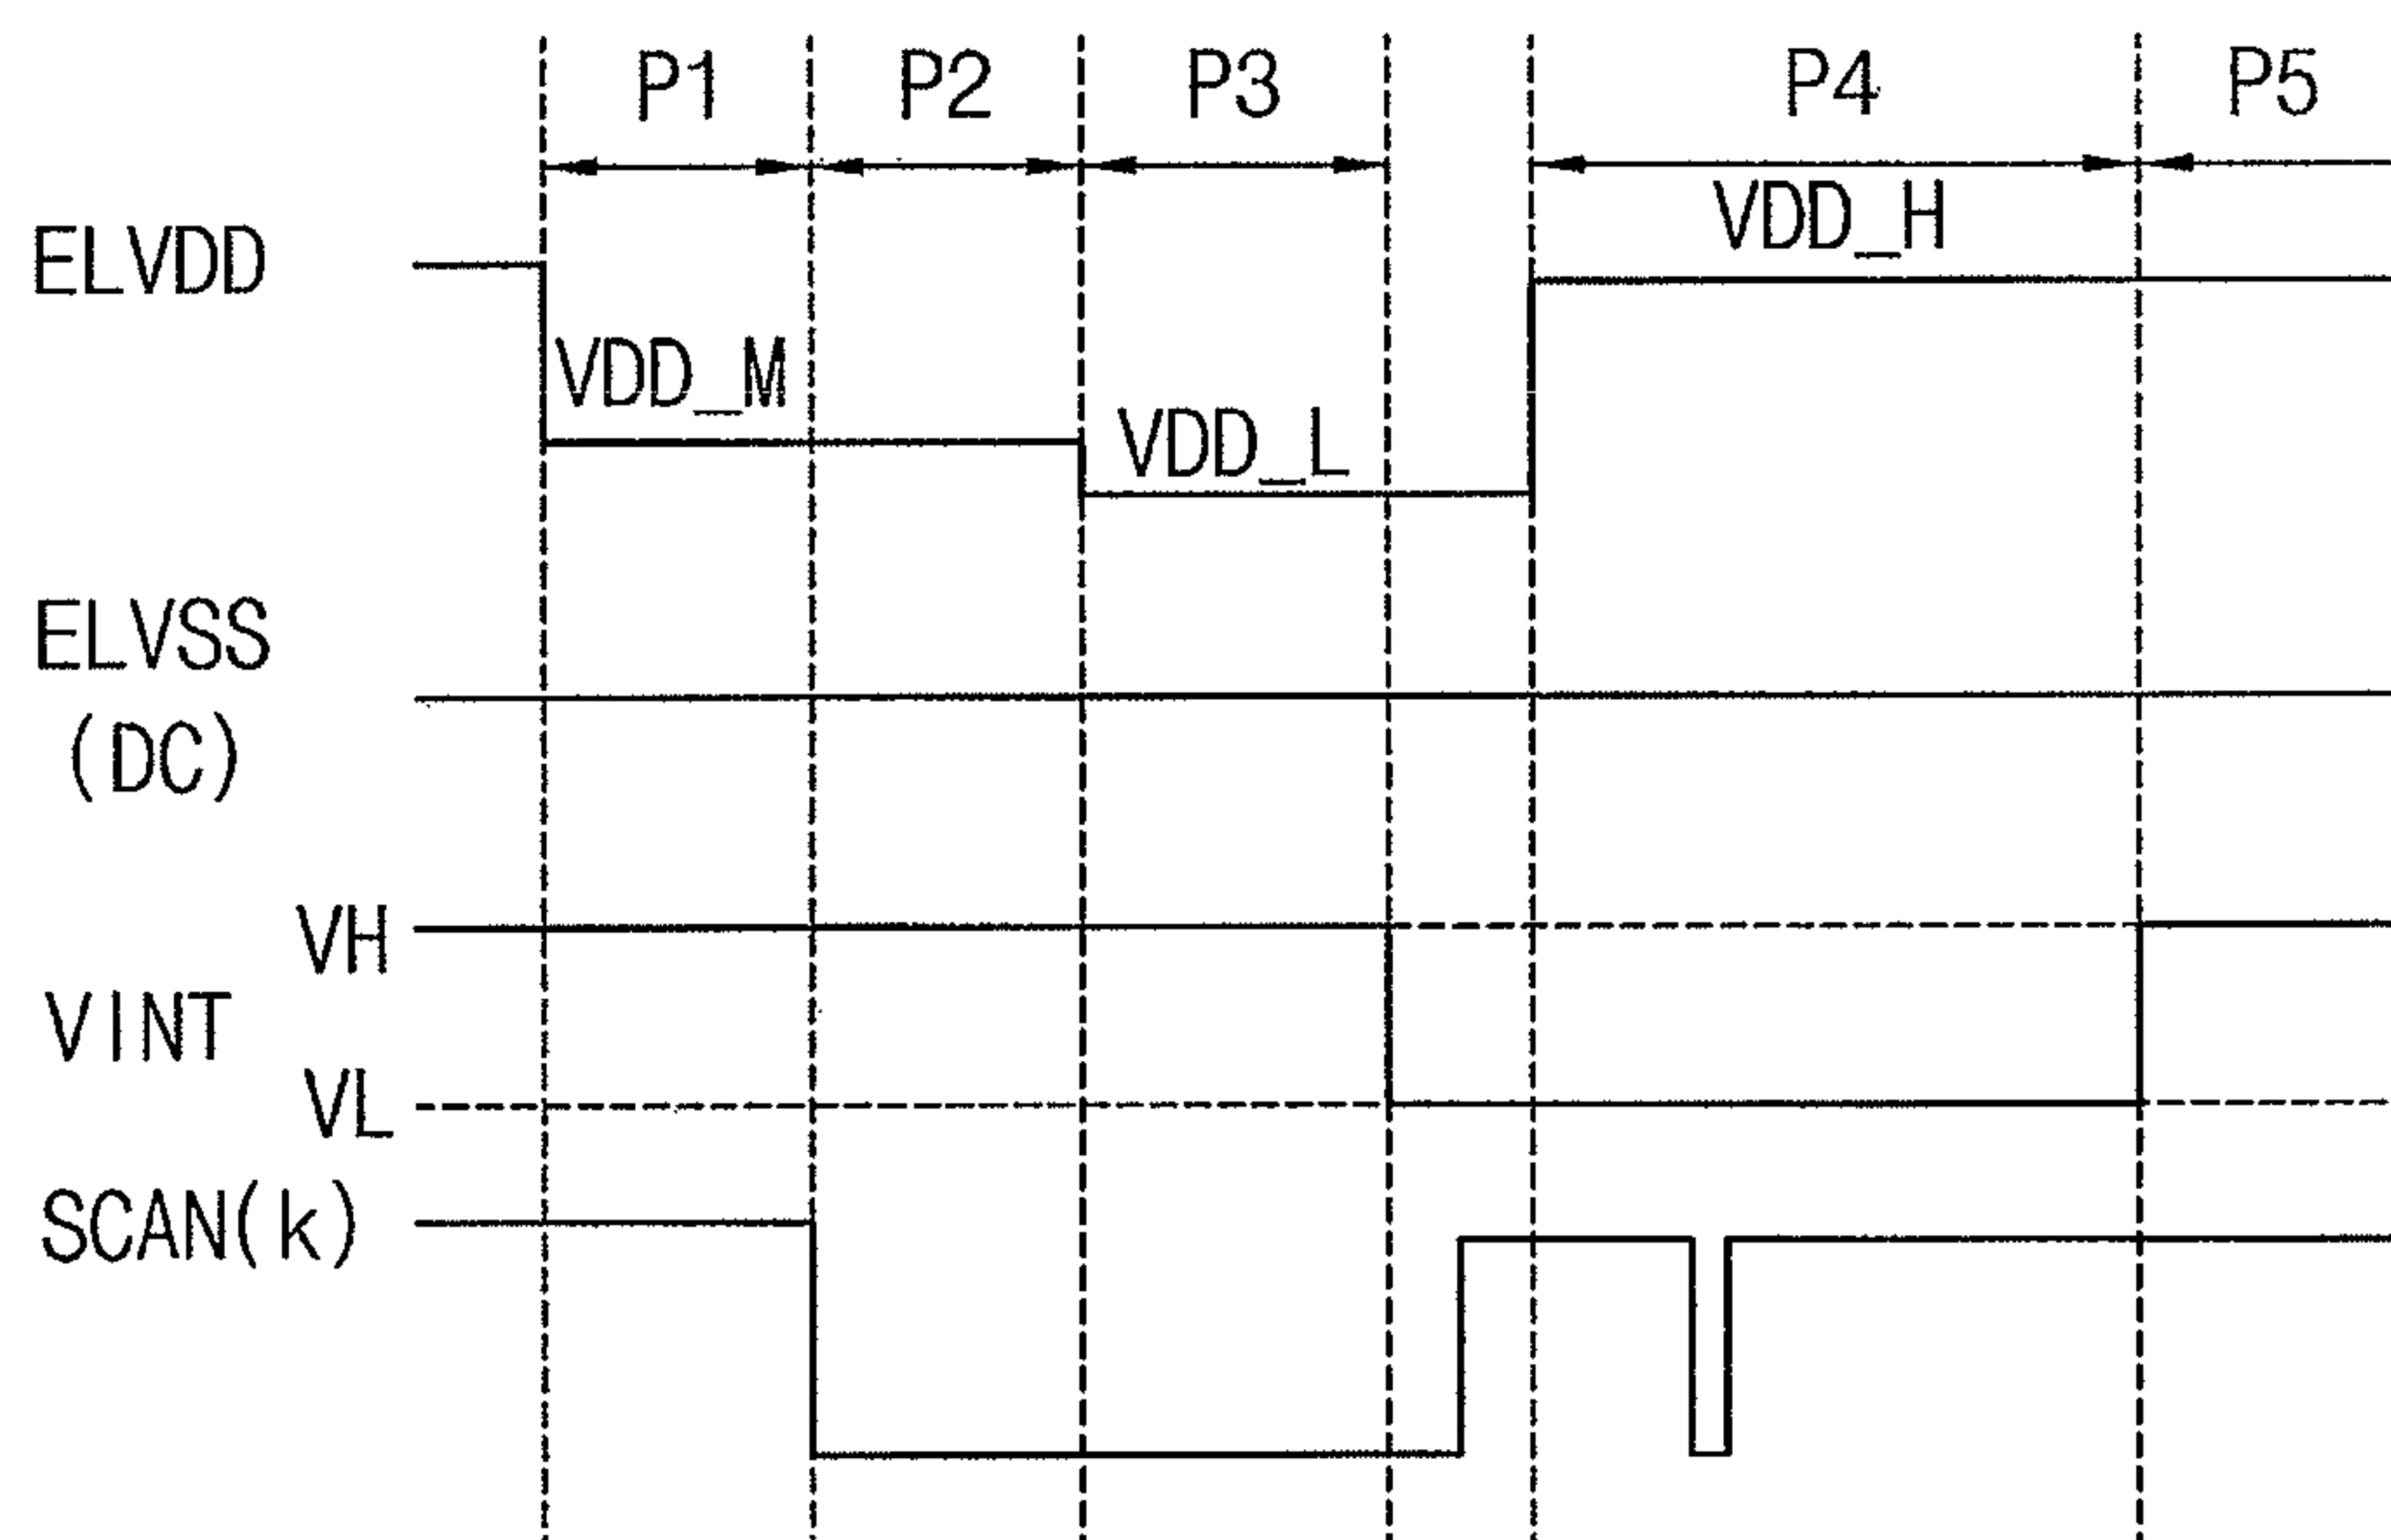 P1 P2 P3 P4 P5
VDD_H
ELVDD
VDD_M
VDD_L
ELVSS
(DC)
VH
VINT
VL
SCAN(k)